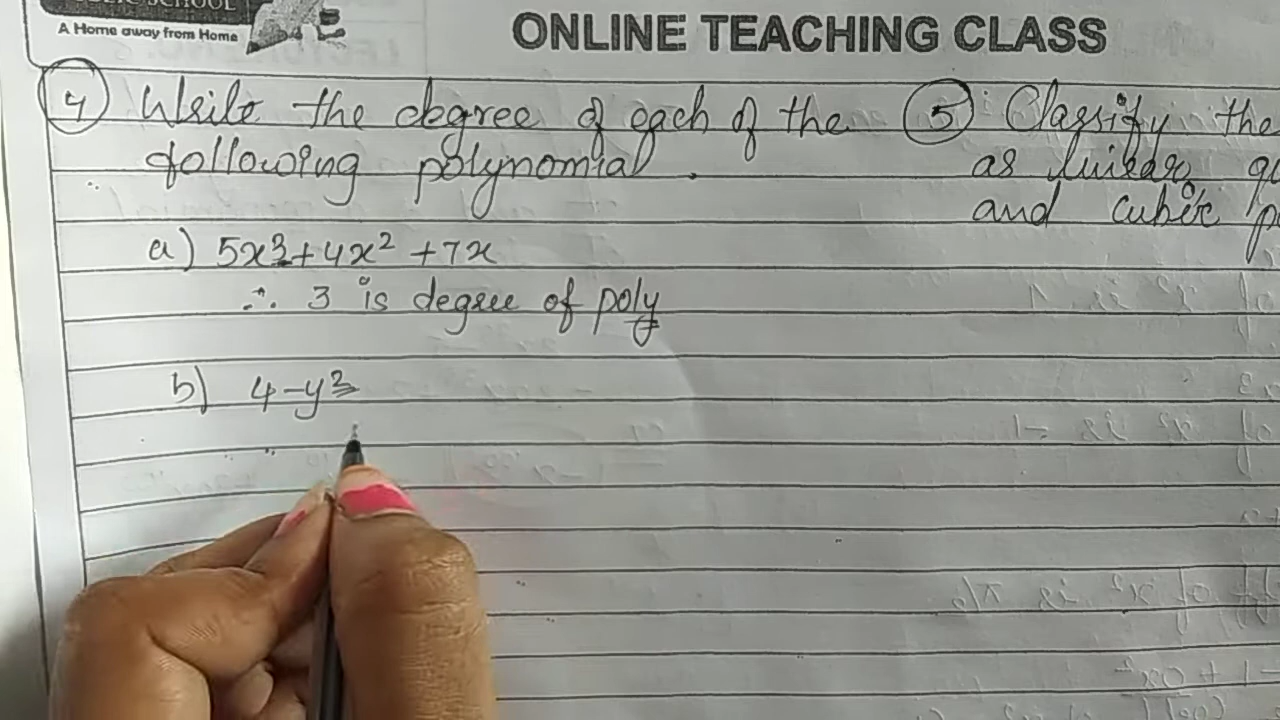 A Home away from Home
ONLINE TEACHING CLASS
4 Write the degree of each of the
following polynomial.
a) 5x3+4x² +7x
∴ 3 is degree of poly
b) 4-y²
5 Classify the
as linear,
and cubic